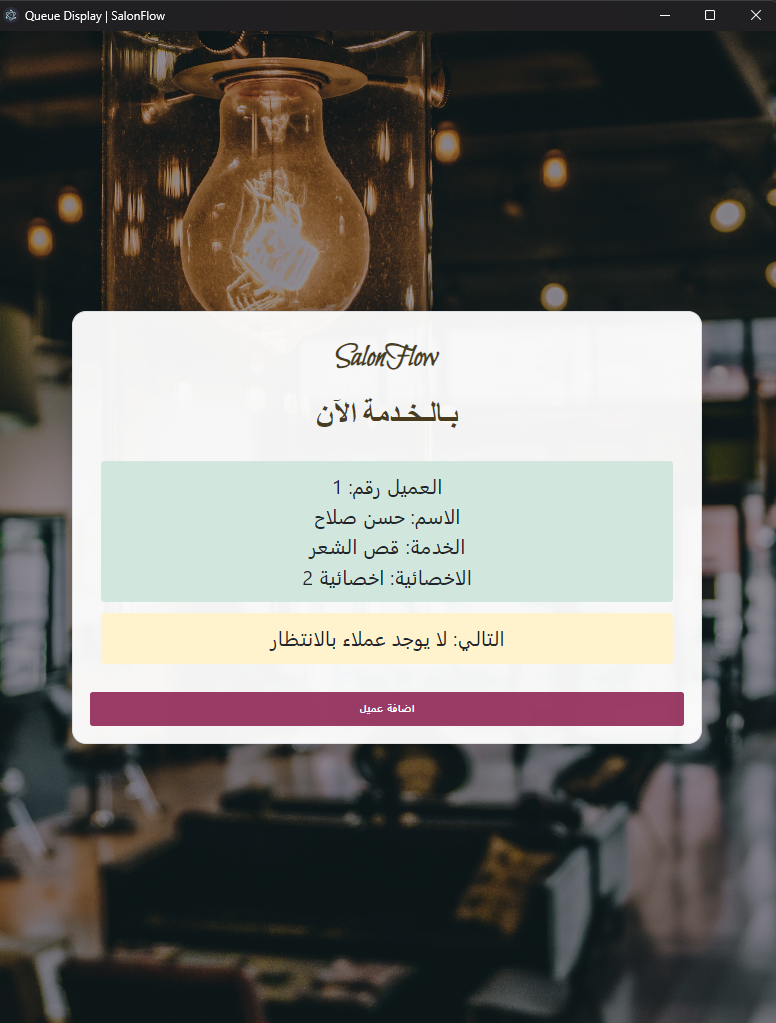 Queue Display | SalonFlow
SalonFlow
بـالـخـدمة الآن
العميل رقم: 1
الاسم: حسن صلاح
الخدمة: قص الشعر
الاخصائية: اخصائية 2
التالي: لا يوجد عملاء بالانتظار
اضافة عميل